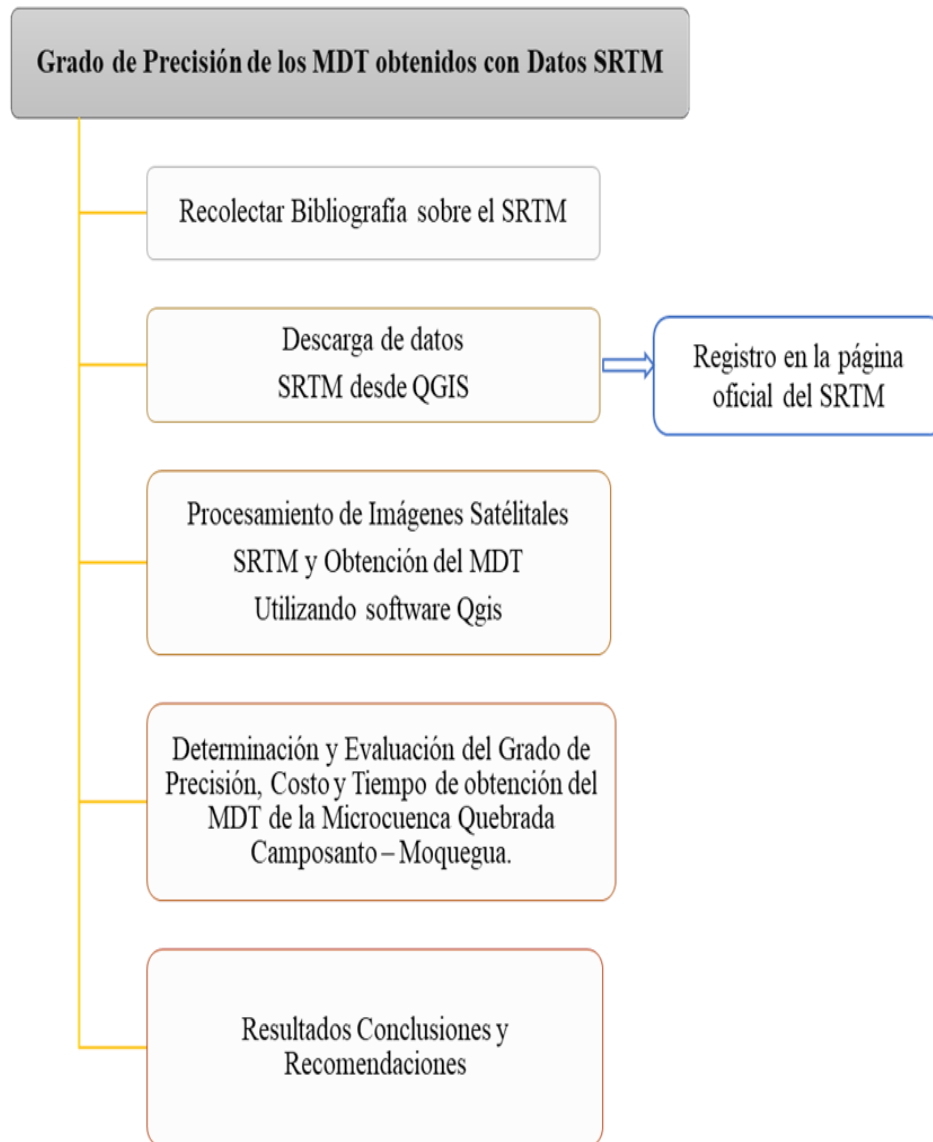 Grado de Precisión de los MDT obtenidos con Datos SRTM
Recolectar Bibliografía sobre el SRTM
Descarga de datos
SRTM desde QGIS
Registro en la página
oficial del SRTM
Procesamiento de Imágenes Satélitales
SRTM y Obtención del MDT
Utilizando software Qgis
Determinación y Evaluación del Grado de
Precisión, Costo y Tiempo de obtención del
MDT de la Microcuenca Quebrada
Camposanto – Moquegua.
Resultados Conclusiones y
Recomendaciones